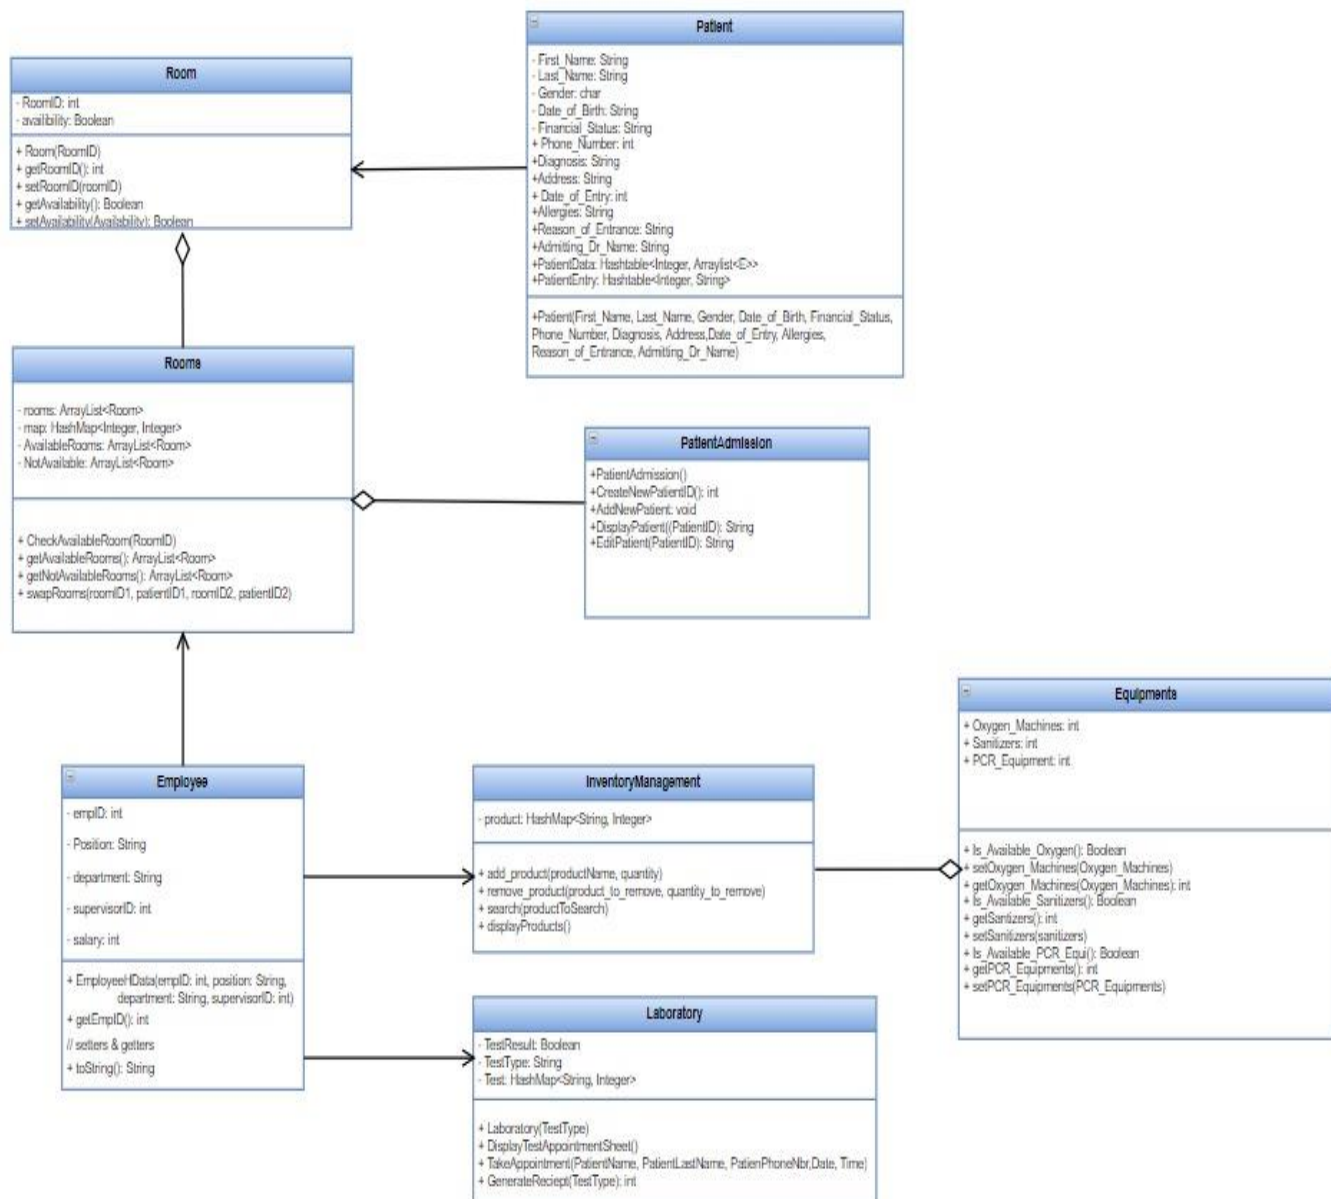 Patient
- First_Name: String
- Last_Name: String
- Gender: char
- Date_of_Birth: String
- Financial_Status: String
+ Phone_Number: int
+Diagnosis: String
+Address: String
+ Date_of_Entry: int
+Allergies: String
+Reason_of_Entrance: String
+Admitting_Dr_Name: String
+PatientData: Hashtable<Integer, Arraylist<E>>
+PatientEntry: Hashtable<Integer, String>
+Patient(First_Name, Last_Name, Gender, Date_of_Birth, Financial_Status,
Phone_Number, Diagnosis, Address,Date_of_Entry, Allergies,
Reason_of_Entrance, Admitting_Dr_Name)
Room
- RoomID: int
- availibility: Boolean
+ Room(RoomID)
+ getRoomID(): int
+ setRoomID(roomID)
+ getAvailability(): Boolean
+ setAvailability(Availability): Boolean
Rooms
- rooms: ArrayList<Room>
- map: HashMap<Integer, Integer>
- AvailableRooms: ArrayList<Room>
- NotAvailable: ArrayList<Room>
+ CheckAvailableRoom(RoomID)
+ getAvailableRooms(): ArrayList<Room>
+ getNotAvailableRooms(): ArrayList<Room>
+ swapRooms(roomID1, patientID1, roomID2, patientID2)
PatientAdmission
+PatientAdmission()
+CreateNewPatientID(): int
+AddNewPatient: void
+DisplayPatient((PatientID): String
+EditPatient(PatientID): String
Equipments
+ Oxygen_Machines: int
+ Sanitizers: int
+ PCR_Equipment: int
+ Is_Available_Oxygen(): Boolean
+ setOxygen_Machines(Oxygen_Machines)
+ getOxygen_Machines(Oxygen_Machines): int
+ Is_Available_Sanitizers(): Boolean
+ getSantizers(): int
+ setSanitizers(sanitizers)
+ Is_Available_PCR_Equi(): Boolean
+ getPCR_Equipments(): int
+ setPCR_Equipments(PCR_Equipments)
Employee
- empID: int
- Position: String
- department: String
- supervisorID: int
- salary: int
+ EmployeeHData(empID: int, position: String,
department: String, supervisorID: int)
+ getEmpID(): int
// setters & getters
+ toString(): String
InventoryManagement
- product: HashMap<String, Integer>
+ add_product(productName, quantity)
+ remove_product(product_to_remove, quantity_to_remove)
+ search(productToSearch)
+ displayProducts()
Laboratory
- TestResult: Boolean
- TestType: String
- Test: HashMap<String, Integer>
+ Laboratory(TestType)
+ DisplayTestAppointmentSheet()
+ TakeAppointment(PatientName, PatientLastName, PatienPhoneNbr,Date, Time)
+ GenerateReciept(TestType): int